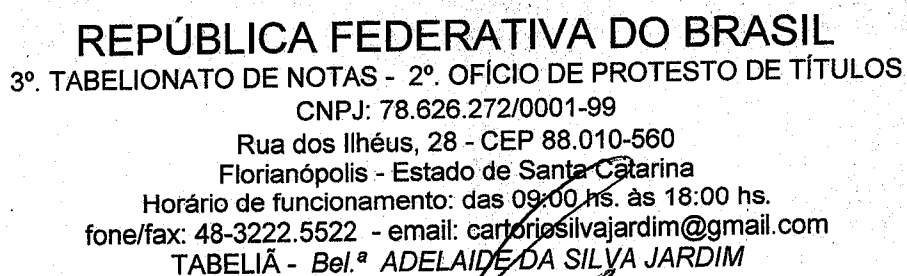 REPÚBLICA FEDERATIVA DO BRASIL
3º. TABELIONATO DE NOTAS - 2º. OFÍCIO DE PROTESTO DE TÍTULOS
CNPJ: 78.626.272/0001-99
Rua dos Ilhéus, 28 - CEP 88.010-560
Florianópolis - Estado de Santa Catarina
Horário de funcionamento: das 09:00 hs. às 18:00 hs.
fone/fax: 48-3222.5522 - email: cartoriosilvajardim@gmail.com
TABELIÃ - Bel.ª ADELAIDE DA SILVA JARDIM